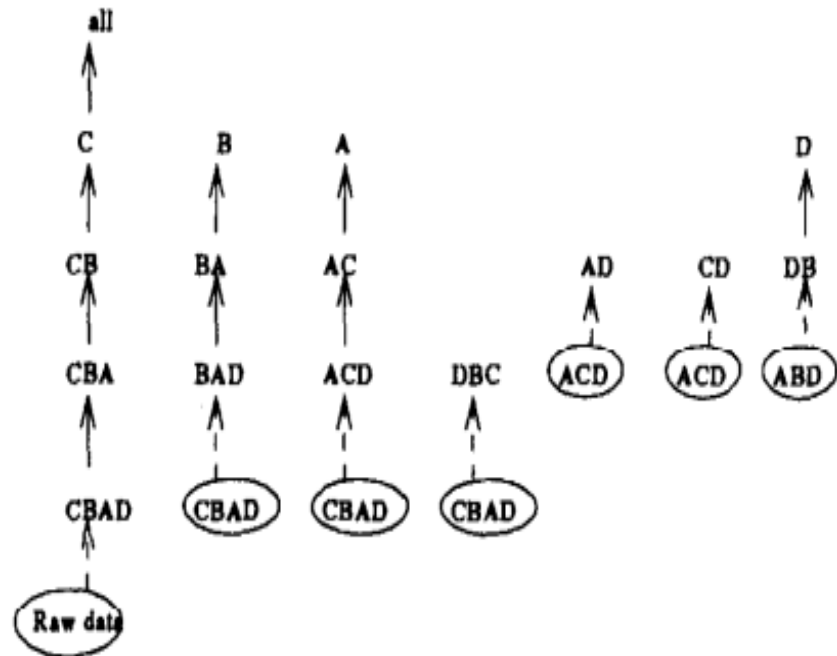 all
C B A D
CB BA AC AD CD DB
CBA BAD ACD DBC ACD ACD ABD
CBAD CBAD CBAD CBAD
Raw data